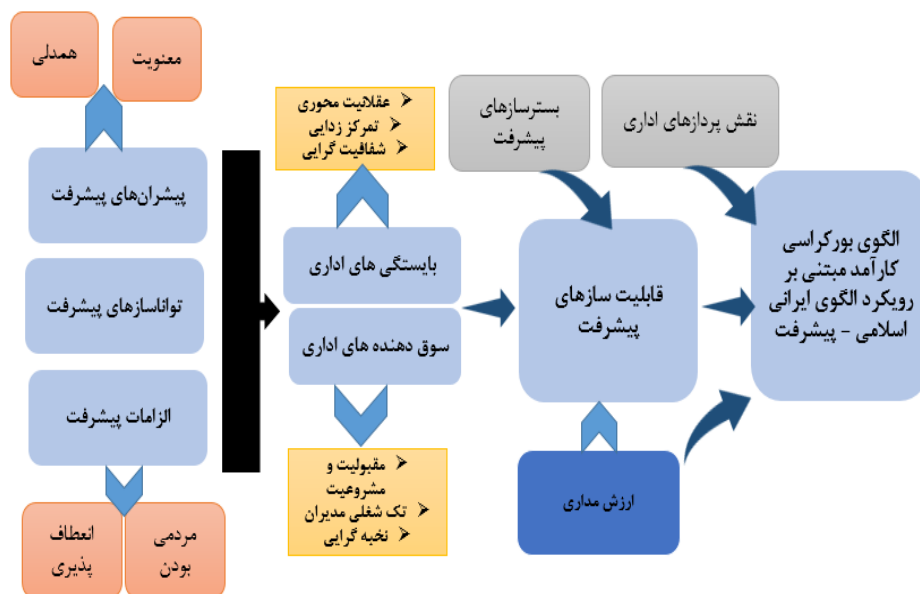 همدلی
معنویت
پیشران‌های پیشرفت
تواناسازهای پیشرفت
الزامات پیشرفت
انعطاف
پذیری
مردمی
بودن
عقلانیت محوری
تمرکز زدایی
شفافیت گرایی
بایستگی های اداری
سوق دهنده های اداری
مقبولیت و
مشروعیت
تک شغلی مدیران
نخبه گرایی
بسترسازهای
پیشرفت
قابلیت سازهای
پیشرفت
ارزش مداری
نقش پردازهای اداری
الگوی بورکراسی
کارآمد مبتنی بر
رویکرد الگوی ایرانی
اسلامی - پیشرفت